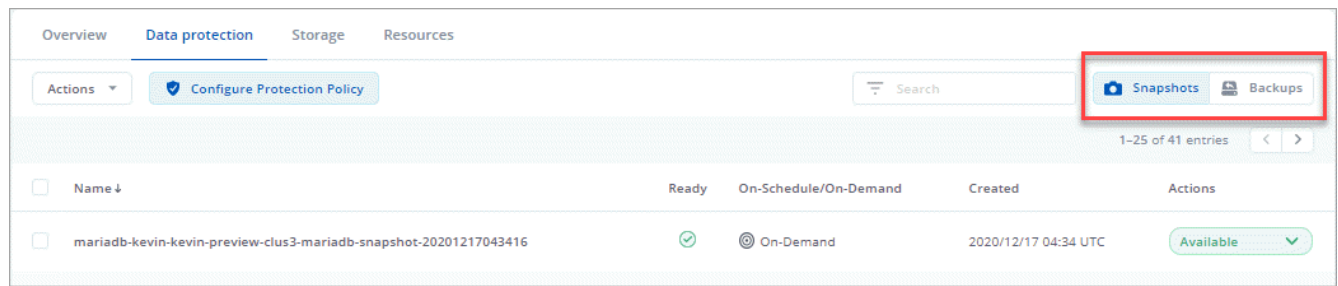 Overview Data protection Storage Resources
Actions Configure Protection Policy Search Snapshots Backups
1–25 of 41 entries < >
Name↓ Ready On-Schedule/On-Demand Created Actions
mariadb-kevin-kevin-preview-clus3-mariadb-snapshot-20201217043416 On-Demand 2020/12/17 04:34 UTC Available